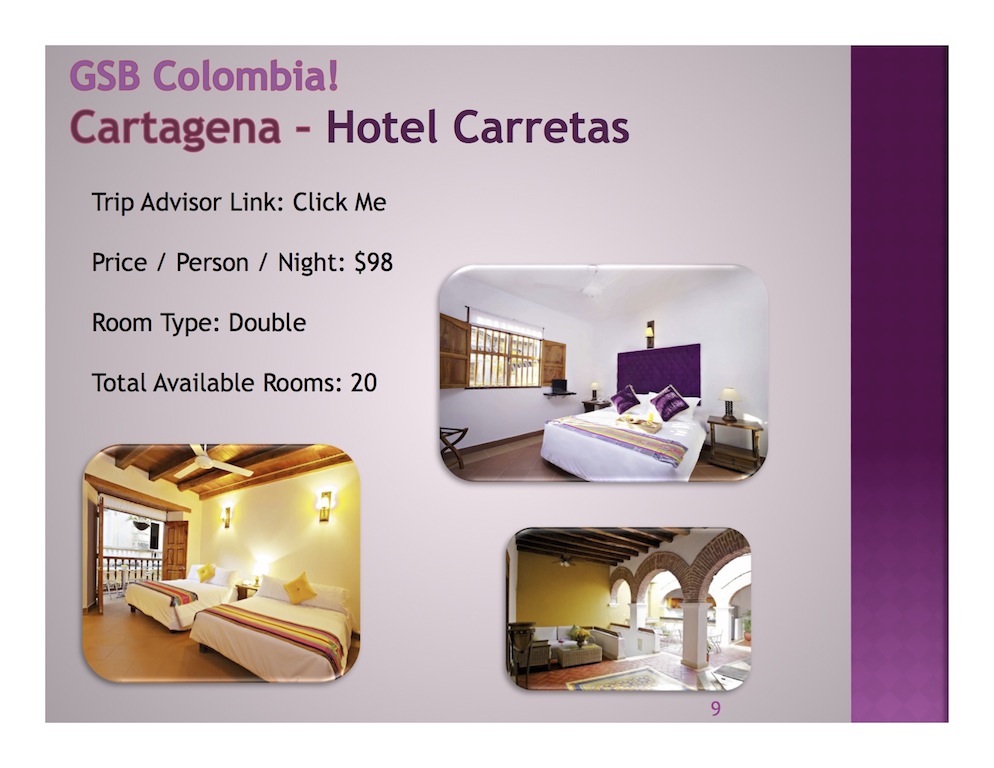 GSB Colombia!
Cartagena - Hotel Carretas
Trip Advisor Link: Click Me
Price / Person / Night: $98
Room Type: Double
Total Available Rooms: 20
9